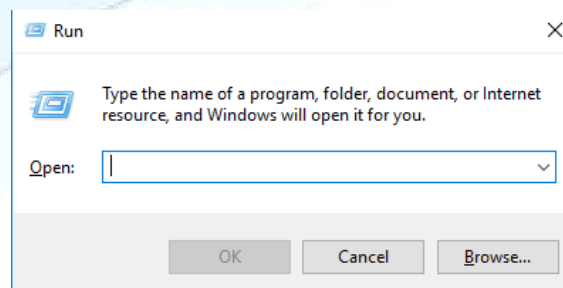 Run
Type the name of a program, folder, document, or Internet
resource, and Windows will open it for you.
Open:
OK Cancel Browse...